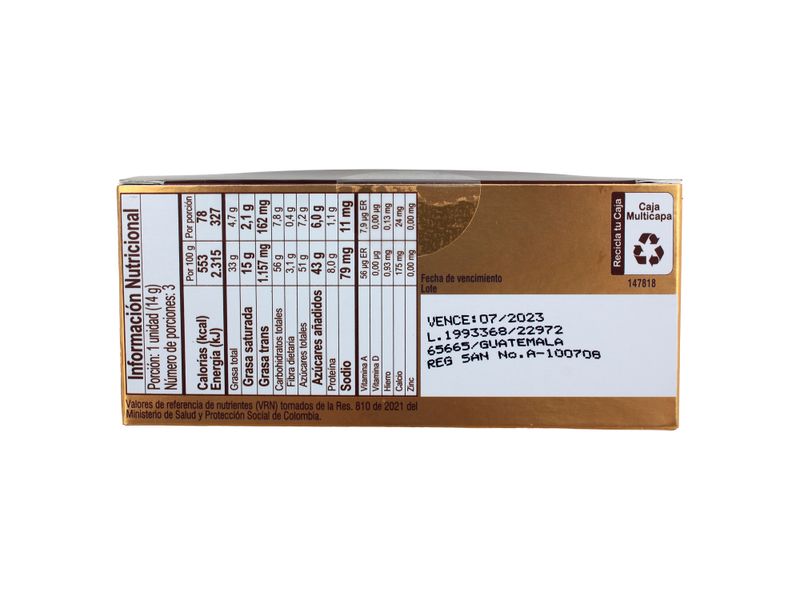 Información Nutricional
Porción: 1 unidad (14 g)
Número de porciones: 3
Por 100 g Por porción
Calorías (kcal) 553 78
Energía (kJ) 2.315 327
Grasa total 33 g 4,7 g
Grasa saturada 15 g 2,1 g
Grasa trans 1.157 mg 162 mg
Carbohidratos totales 56 g 7,8 g
Fibra dietaria 3,1 g 0,4 g
Azúcares totales 51 g 7,2 g
Azúcares añadidos 43 g 6,0 g
Proteína 8,0 g 1,1 g
Sodio 79 mg 11 mg
Vitamina A 56 µg ER 7,9 µg ER
Vitamina D 0,00 µg 0,00 µg
Hierro 0,93 mg 0,13 mg
Calcio 175 mg 24 mg
Zinc 0,00 mg 0,00 mg
Valores de referencia de nutrientes (VRN) tomados de la Res. 810 de 2021 del
Ministerio de Salud y Protección Social de Colombia.
Fecha de vencimiento
Lote
VENCE:07/2023
L.1993368/22972
65665/GUATEMALA
REG SAN No.A-100708
Recicla tu Caja
Caja
Multicapa
147818